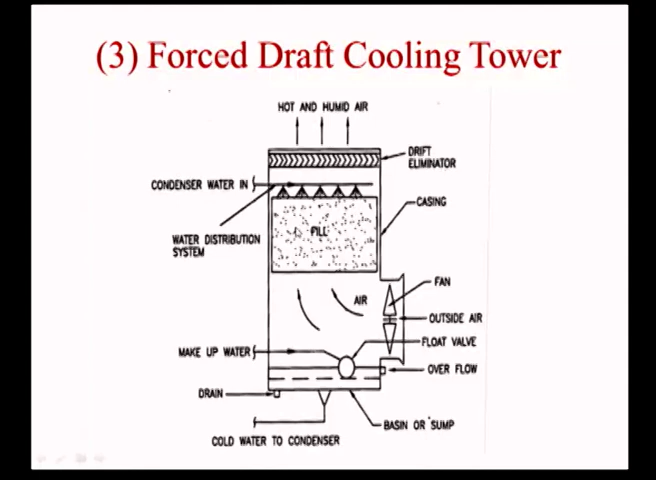 (3) Forced Draft Cooling Tower
HOT AND HUMID AIR
DRIFT
ELIMINATOR
CONDENSER WATER IN
CASING
FILL
WATER DISTRIBUTION
SYSTEM
FAN
AIR
OUTSIDE AIR
FLOAT VALVE
MAKE UP WATER
OVER FLOW
DRAIN
BASIN OR SUMP
COLD WATER TO CONDENSER